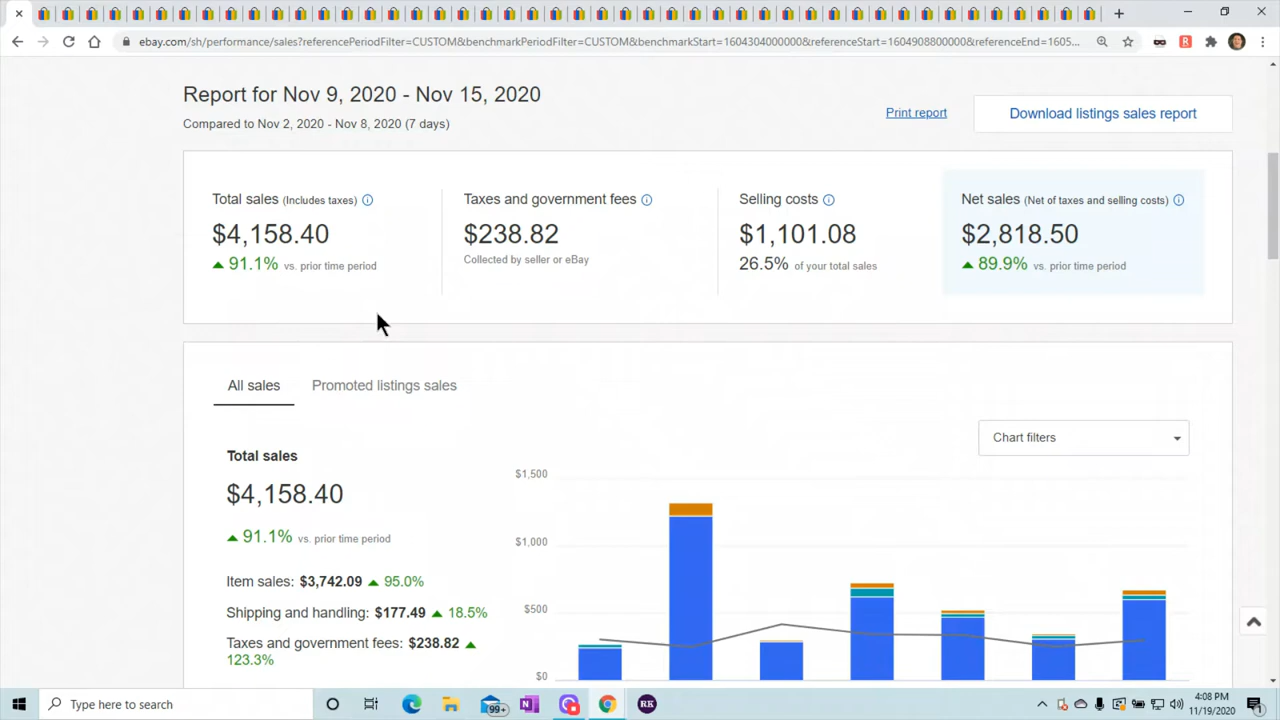 ebay.com/sh/performance/sales?referencePeriodFilter=CUSTOM&benchmarkPeriodFilter=CUSTOM&benchmarkStart=1604304000000&referenceStart=1604908800000&referenceEnd=1605...
Report for Nov 9, 2020 - Nov 15, 2020
Compared to Nov 2, 2020 - Nov 8, 2020 (7 days)
Print report
Download listings sales report
Total sales (Includes taxes)
$4,158.40
91.1% vs. prior time period
Taxes and government fees
$238.82
Collected by seller or eBay
Selling costs
$1,101.08
26.5% of your total sales
Net sales (Net of taxes and selling costs)
$2,818.50
89.9% vs. prior time period
All sales
Promoted listings sales
Chart filters
Total sales
$4,158.40
91.1% vs. prior time period
Item sales: $3,742.09 95.0%
Shipping and handling: $177.49 18.5%
Taxes and government fees: $238.82
123.3%
$1,500
$1,000
$500
$0
Type here to search
99+
N
RK
R
4:08 PM
11/19/2020
1